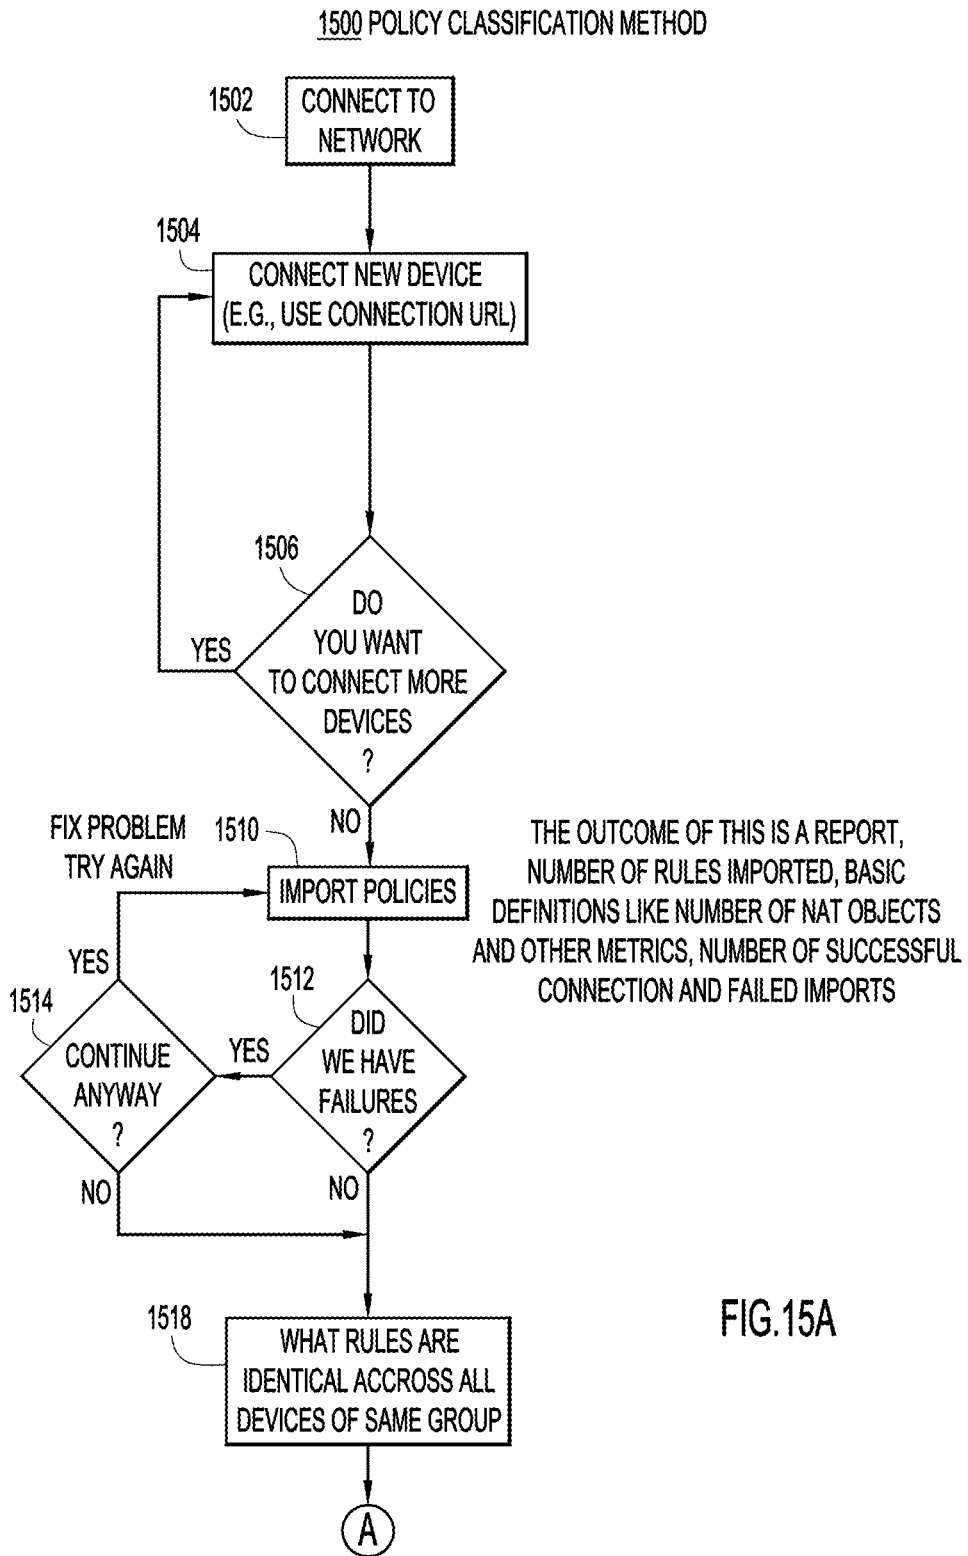 1500 POLICY CLASSIFICATION METHOD
1502
CONNECT TO
NETWORK
1504
CONNECT NEW DEVICE
(E.G., USE CONNECTION URL)
1506
DO
YOU WANT
TO CONNECT MORE
DEVICES
?
YES
NO
FIX PROBLEM
TRY AGAIN
1510
IMPORT POLICIES
THE OUTCOME OF THIS IS A REPORT,
NUMBER OF RULES IMPORTED, BASIC
DEFINITIONS LIKE NUMBER OF NAT OBJECTS
AND OTHER METRICS, NUMBER OF SUCCESSFUL
CONNECTION AND FAILED IMPORTS
YES
1514
CONTINUE
ANYWAY
?
NO
YES
1512
DID
WE HAVE
FAILURES
?
NO
1518
WHAT RULES ARE
IDENTICAL ACCROSS ALL
DEVICES OF SAME GROUP
A
FIG.15A